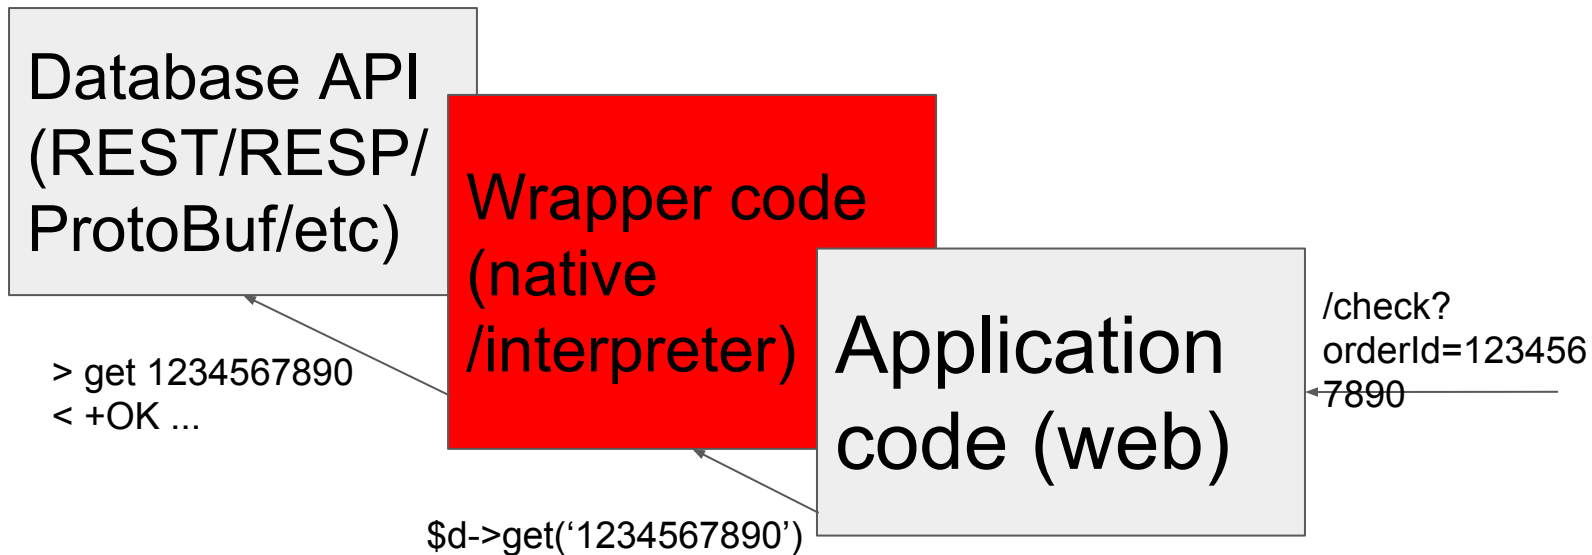 Database API
(REST/RESP/
ProtoBuf/etc)
Wrapper code
(native
/interpreter)
Application
code (web)
/check?
orderId=123456
7890
> get 1234567890
< +OK ...
$d->get(‘1234567890’)